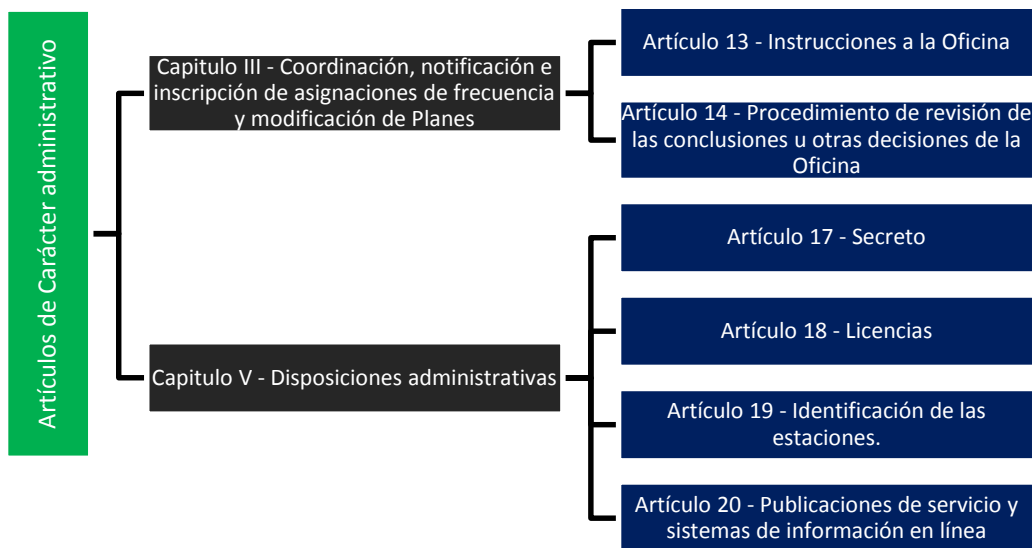 Artículos de Carácter administrativo
Capitulo III - Coordinación, notificación e
inscripción de asignaciones de frecuencia
y modificación de Planes
Artículo 13 - Instrucciones a la Oficina
Artículo 14 - Procedimiento de revisión de
las conclusiones u otras decisiones de la
Oficina
Capitulo V - Disposiciones administrativas
Artículo 17 - Secreto
Artículo 18 - Licencias
Artículo 19 - Identificación de las
estaciones.
Artículo 20 - Publicaciones de servicio y
sistemas de información en línea